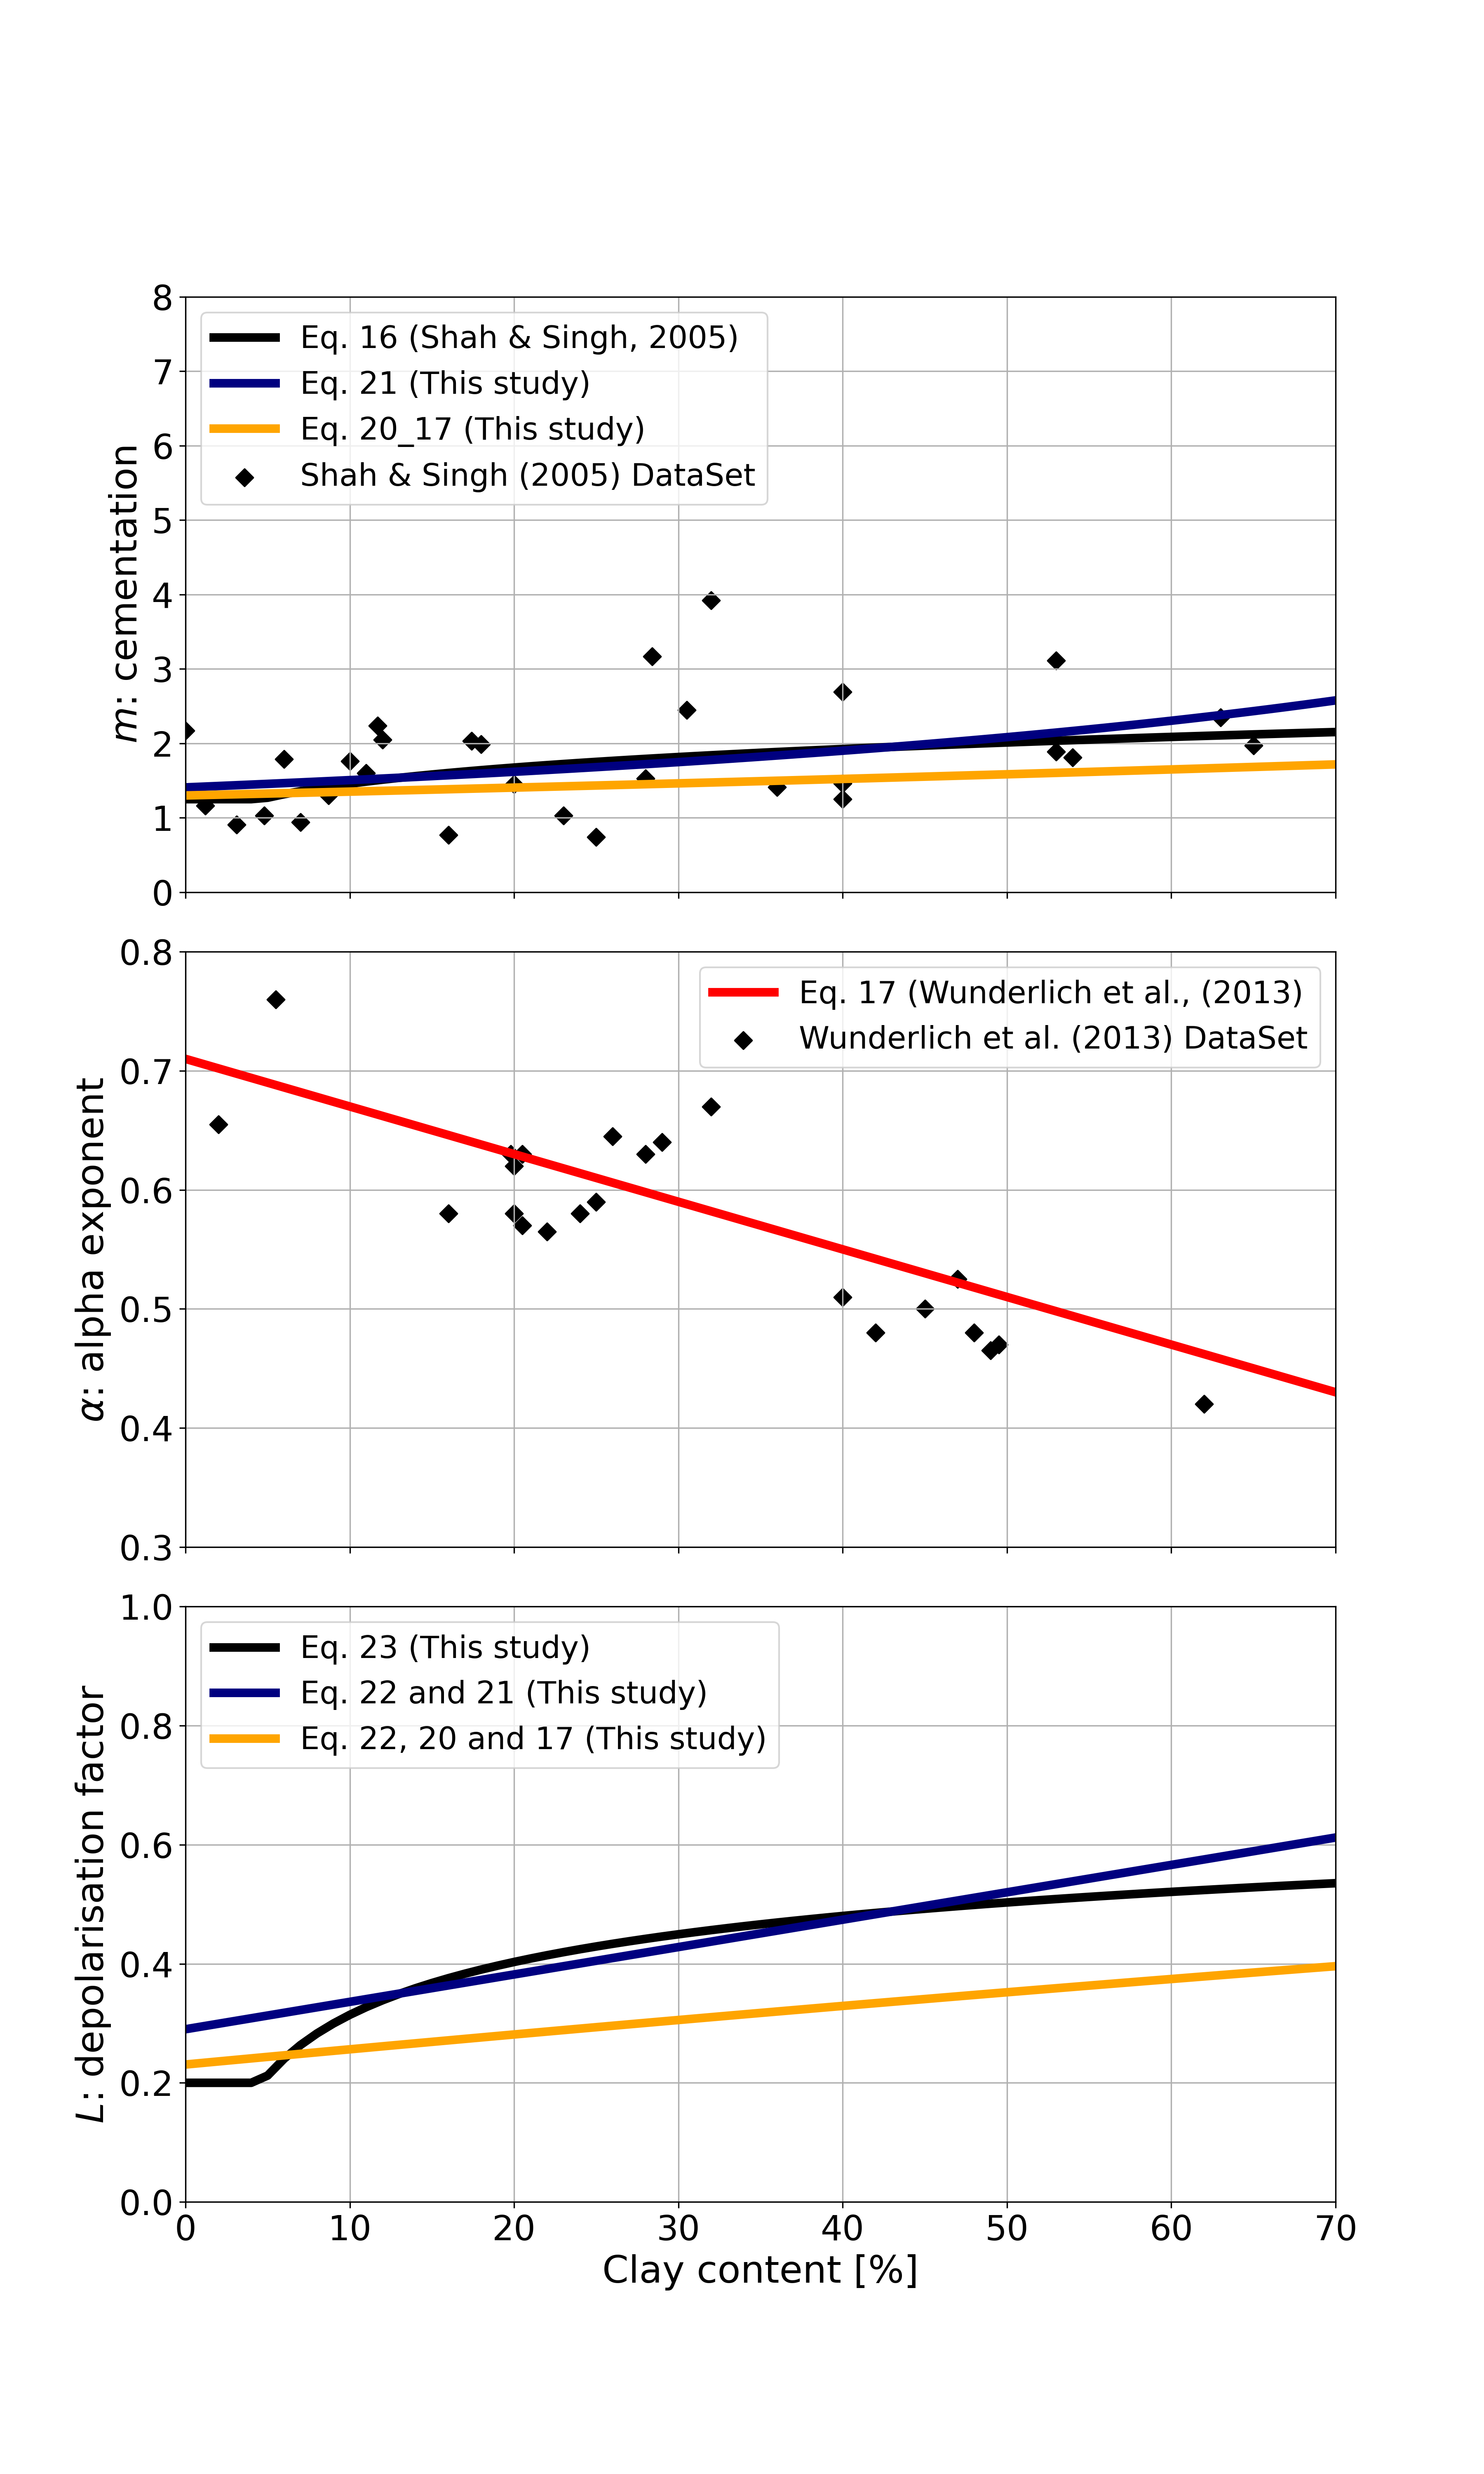 8
7
6
5
4
3
2
1
0
m: cementation
Eq. 16 (Shah & Singh, 2005)
Eq. 21 (This study)
Eq. 20_17 (This study)
Shah & Singh (2005) DataSet
0.8
0.7
0.6
0.5
0.4
0.3
α: alpha exponent
Eq. 17 (Wunderlich et al., (2013)
Wunderlich et al. (2013) DataSet
1.0
0.8
0.6
0.4
0.2
0.0
L: depolarisation factor
Eq. 23 (This study)
Eq. 22 and 21 (This study)
Eq. 22, 20 and 17 (This study)
0 10 20 30 40 50 60 70
Clay content [%]